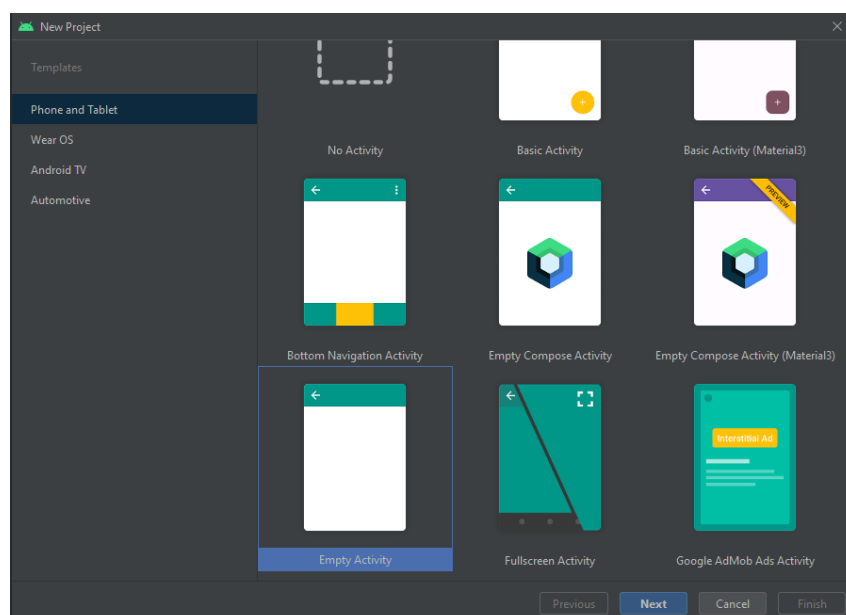 New Project
Templates
Phone and Tablet
Wear OS
Android TV
Automotive
No Activity
Basic Activity
Basic Activity (Material3)
PREVIEW
Bottom Navigation Activity
Empty Compose Activity
Empty Compose Activity (Material3)
Interstitial Ad
Empty Activity
Fullscreen Activity
Google AdMob Ads Activity
Previous
Next
Cancel
Finish